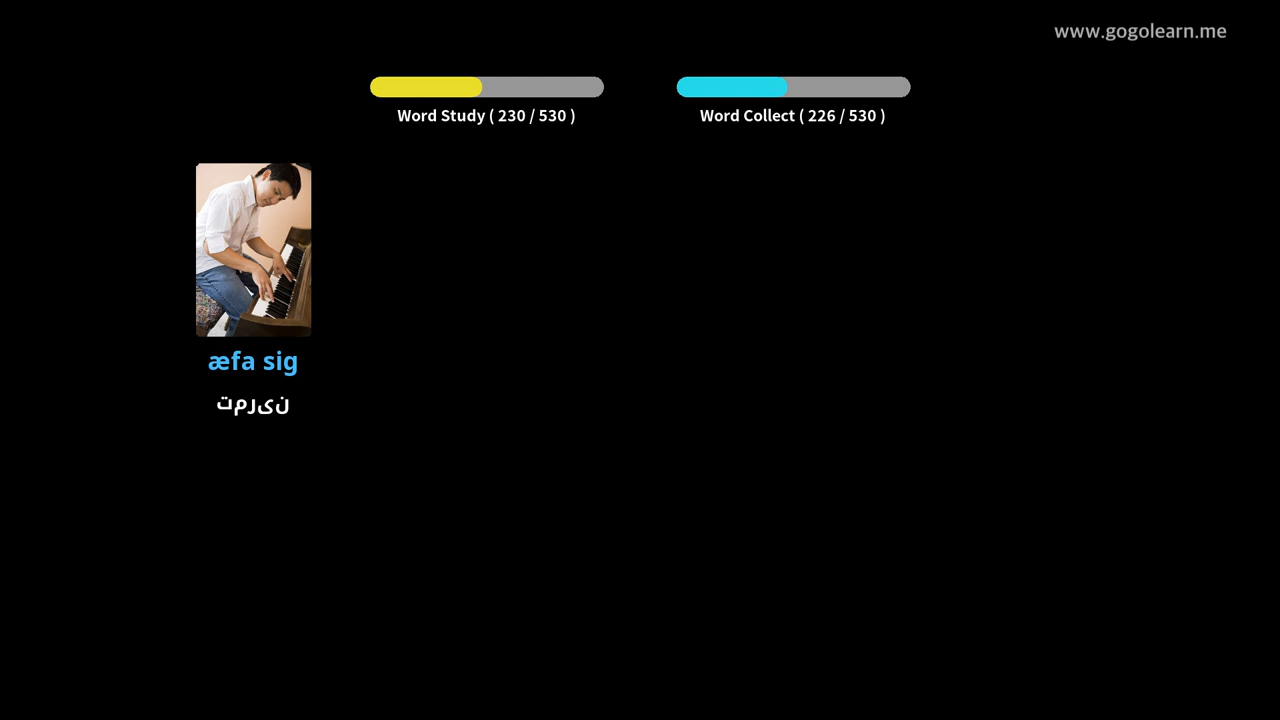 www.gogolearn.me
Word Study ( 230 / 530 )
Word Collect ( 226 / 530 )
æfa sig
تمرین